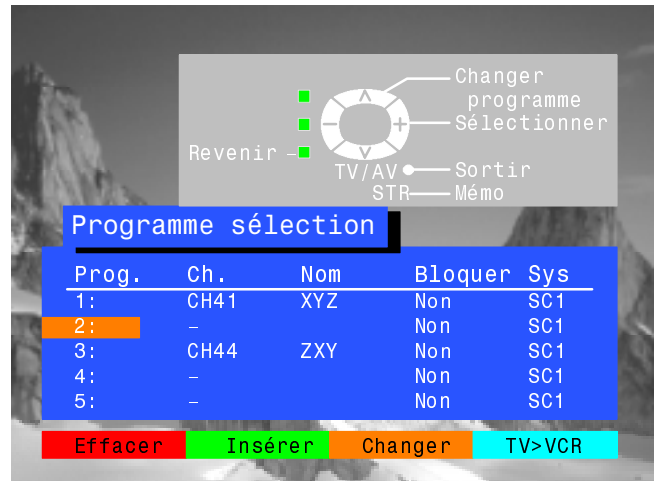 Changer
programme
Sélectionner
Revenir
TV/AV Sortir
STR Mémo
Programme sélection
Prog. Ch. Nom Bloquer Sys
1: CH41 XYZ Non SC1
2: – Non SC1
3: CH44 ZXY Non SC1
4: – Non SC1
5: – Non SC1
Effacer Insérer Changer TV>VCR